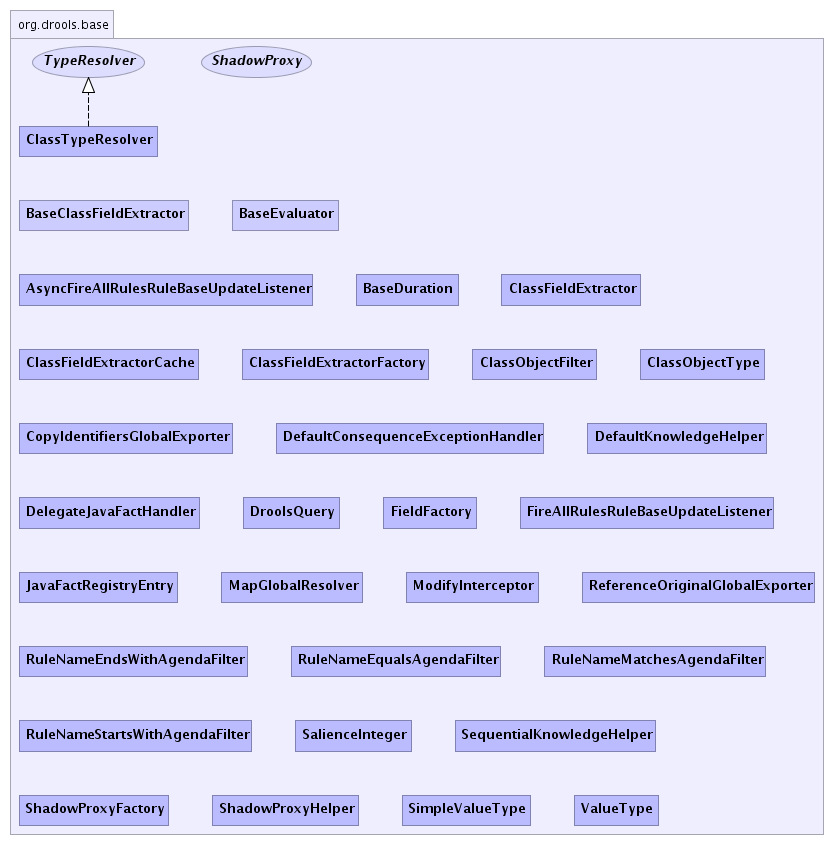 org.drools.base
TypeResolver ShadowProxy
ClassTypeResolver
BaseClassFieldExtractor BaseEvaluator
AsyncFireAllRulesRuleBaseUpdateListener BaseDuration ClassFieldExtractor
ClassFieldExtractorCache ClassFieldExtractorFactory ClassObjectFilter ClassObjectType
CopyIdentifiersGlobalExporter DefaultConsequenceExceptionHandler DefaultKnowledgeHelper
DelegateJavaFactHandler DroolsQuery FieldFactory FireAllRulesRuleBaseUpdateListener
JavaFactRegistryEntry MapGlobalResolver ModifyInterceptor ReferenceOriginalGlobalExporter
RuleNameEndsWithAgendaFilter RuleNameEqualsAgendaFilter RuleNameMatchesAgendaFilter
RuleNameStartsWithAgendaFilter SalienceInteger SequentialKnowledgeHelper
ShadowProxyFactory ShadowProxyHelper SimpleValueType ValueType